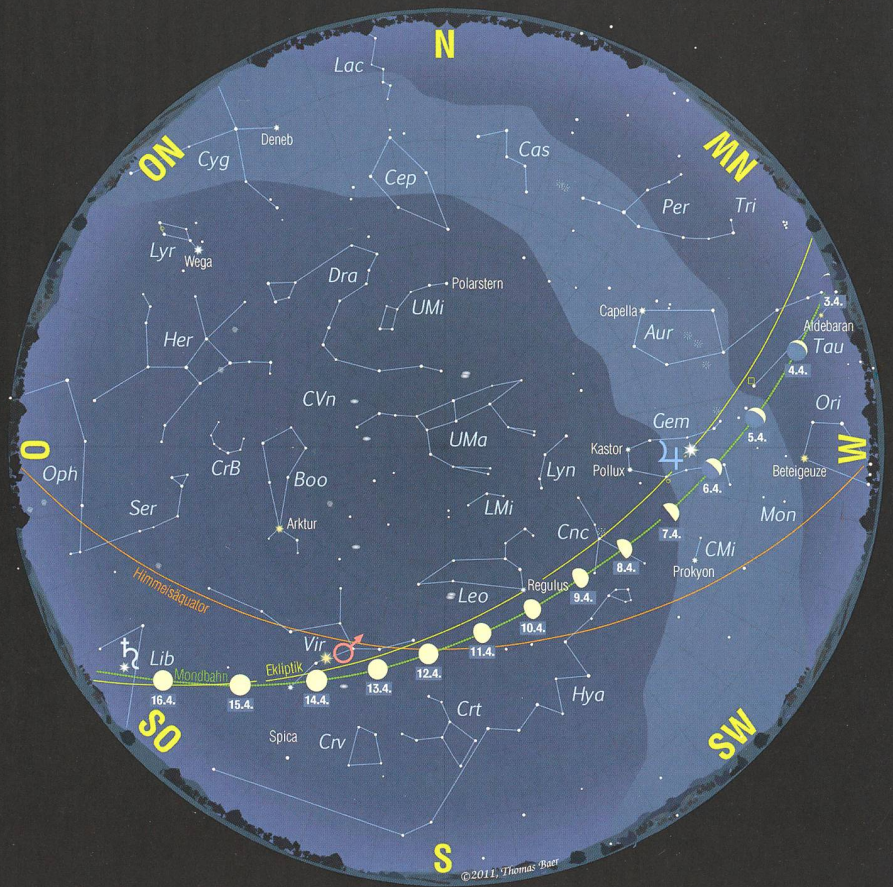 N
Lac
NO
Deneb
Cyg
Cep
Cas
NW
Per
Tri
Lyr
Wega
Dra
Polarstern
UMi
Capella
Aur
3.4.
Aldebaran
Tau
4.4.
Her
CVn
UMa
Gem
Ori
5.4.
O
Kastor
Pollux
W
Beteigeuze
6.4.
Oph
CrB
Boo
Lyn
Ser
Arktur
LMi
Cnc
7.4.
Mon
CMi
Prokyon
8.4.
Himmelsäquator
Leo
Regulus
9.4.
10.4.
11.4.
Vir
12.4.
Lib
Mondbahn
Ekliptik
13.4.
14.4.
15.4.
16.4.
Hya
Crt
SO
Spica
Crv
SW
S
©2011, Thomas Baer